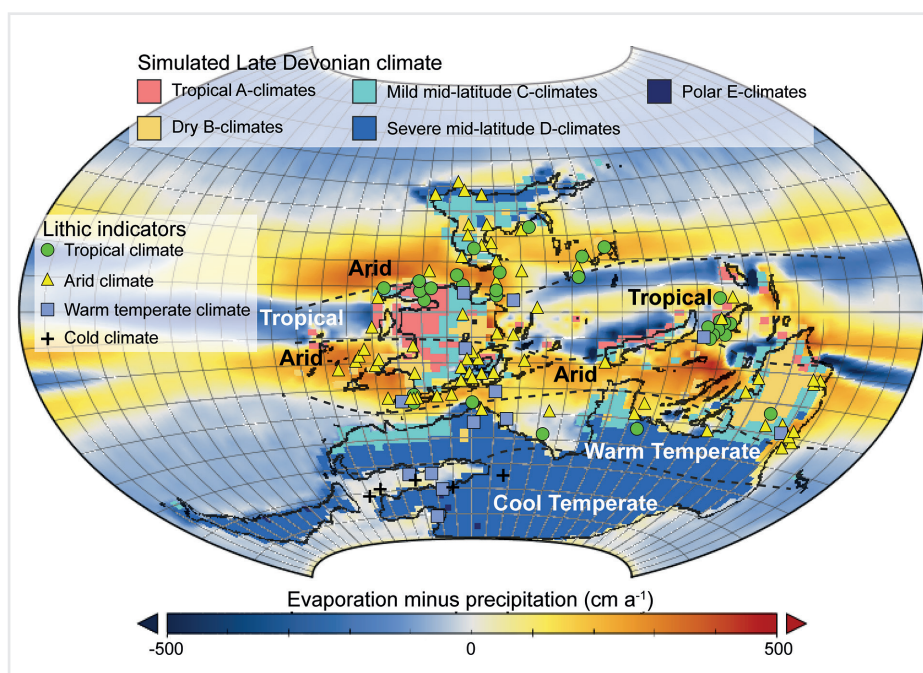 Simulated Late Devonian climate
Tropical A-climates
Mild mid-latitude C-climates
Polar E-climates
Dry B-climates
Severe mid-latitude D-climates
Lithic indicators
Tropical climate
Arid climate
Warm temperate climate
Cold climate
Arid
Tropical
Tropical
Arid
Arid
Warm Temperate
Cool Temperate
Evaporation minus precipitation (cm a⁻¹)
-500
0
500